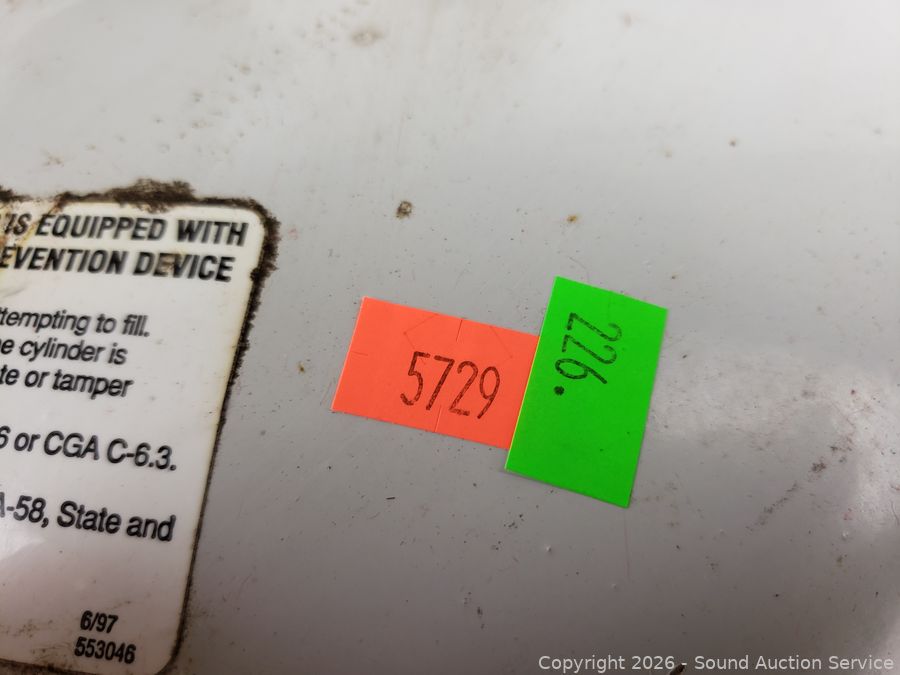 IS EQUIPPED WITH
EVENTION DEVICE
ttempting to fill.
e cylinder is
te or tamper
6 or CGA C-6.3.
A-58, State and
6/97
553046
5729
226.
Copyright 2026 - Sound Auction Service